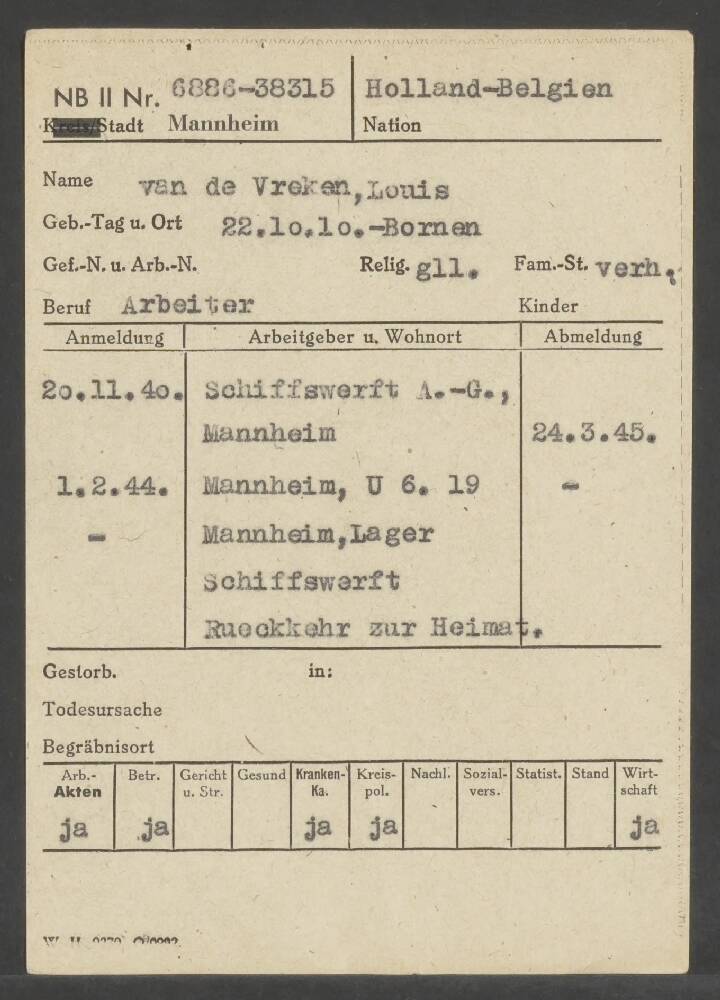 NB II Nr. 6886-38315 Holland-Belgien
Kreis/Stadt Mannheim Nation
Name van de Vreken,Louis
Geb.-Tag u. Ort 22.1o.1o.-Bornen
Gef.-N. u. Arb.-N. Relig. gll. Fam.-St. verh.
Beruf Arbeiter Kinder
Anmeldung Arbeitgeber u. Wohnort Abmeldung
2o.11.4o. Schiffswerft A.-G.,
Mannheim 24.3.45.
1.2.44. Mannheim, U 6. 19 -
- Mannheim,Lager
Schiffswerft
Rueckkehr zur Heimat.
Gestorb. in:
Todesursache
Begräbnisort
Arb.- Betr. Gericht Gesund Kranken- Kreis- Nachl. Sozial- Statist. Stand Wirt-
Akten u. Str. Ka. pol. vers. schaft
ja ja ja ja ja